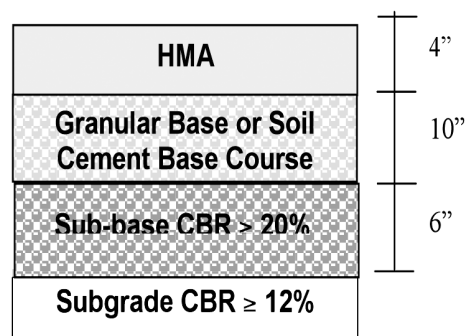 HMA
4”
Granular Base or Soil
Cement Base Course
10”
Sub-base CBR > 20%
6”
Subgrade CBR ≥ 12%